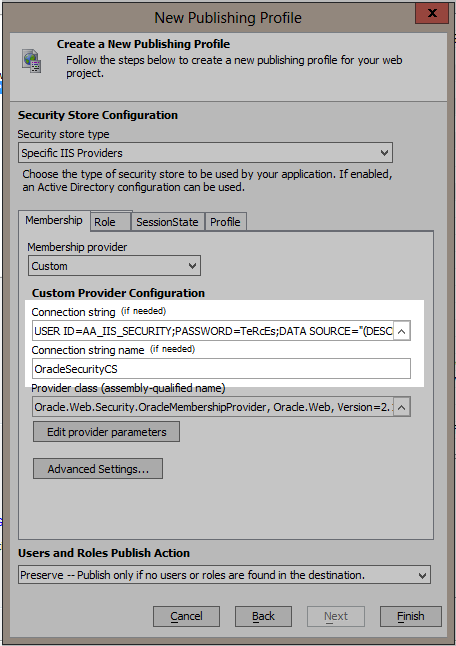 New Publishing Profile
x
Create a New Publishing Profile
Follow the steps below to create a new publishing profile for your web
project.
Security Store Configuration
Security store type
Specific IIS Providers
Choose the type of security store to be used by your application. If enabled,
an Active Directory configuration can be used.
Membership Role SessionState Profile
Membership provider
Custom
Custom Provider Configuration
Connection string (if needed)
USER ID=AA_IIS_SECURITY;PASSWORD=TeRcEs;DATA SOURCE="(DESC
Connection string name (if needed)
OracleSecurityCS
Provider class (assembly-qualified name)
Oracle.Web.Security.OracleMembershipProvider, Oracle.Web, Version=2.
Edit provider parameters
Advanced Settings...
Users and Roles Publish Action
Preserve -- Publish only if no users or roles are found in the destination.
Cancel Back Next Finish